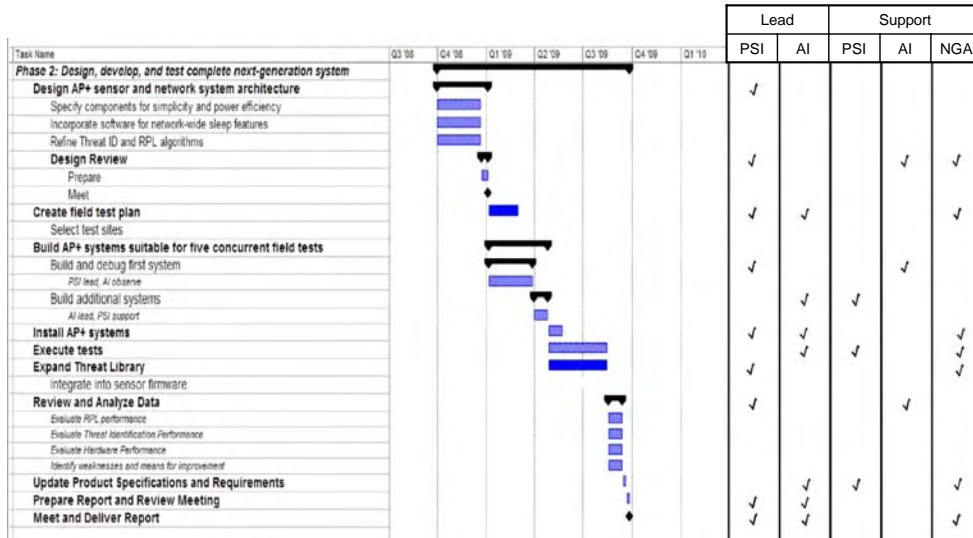 Lead Support
PSI AI PSI AI NGA
Task Name Q3 '08 Q4 '08 Q1 '09 Q2 '09 Q3 '09 Q4 '09 Q1 '10
Phase 2: Design, develop, and test complete next-generation system
Design AP+ sensor and network system architecture √
Specify components for simplicity and power efficiency
Incorporate software for network-wide sleep features
Refine Threat ID and RPL algorithms
Design Review √ √ √
Prepare
Meet
Create field test plan √ √ √
Select test sites
Build AP+ systems suitable for five concurrent field tests
Build and debug first system √ √
PSI lead, AI observe
Build additional systems √ √
AI lead, PSI support
Install AP+ systems √ √ √
Execute tests √ √ √
Expand Threat Library √ √
Integrate into sensor firmware
Review and Analyze Data √ √
Evaluate RPL performance
Evaluate Threat Identification Performance
Evaluate Hardware Performance
Identify weaknesses and means for improvement
Update Product Specifications and Requirements √ √ √
Prepare Report and Review Meeting √ √
Meet and Deliver Report √ √ √